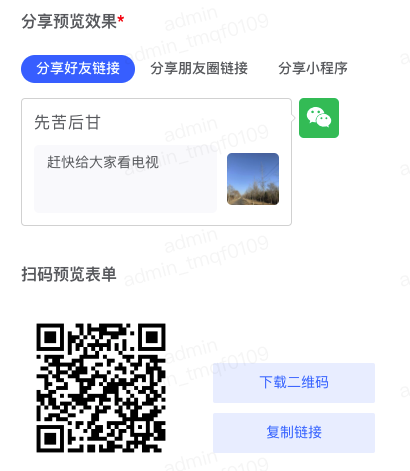 分享预览效果*
分享好友链接 分享朋友圈链接 分享小程序
先苦后甘
赶快给大家看电视
扫码预览表单
下载二维码
复制链接
admin
admin_tmqf0109
admin
admin_tmqf0109
admin
admin_tmqf0109
admin
admin_tmqf0109
admin
admin_tmqf0109